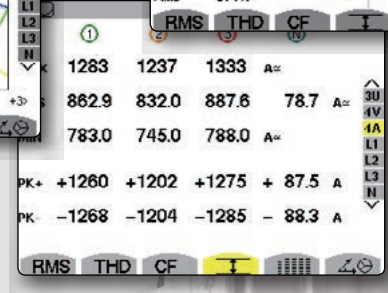 L1
L2
L3
N
+3>
RMS THD CF
1 2 3 N
1283 1237 1333 A≃
862.9 832.0 887.6 78.7 A≃
MIN 783.0 745.0 788.0 A≃
PK+ +1260 +1202 +1275 + 87.5 A
PK- -1268 -1204 -1285 - 88.3 A
3U
4V
4A
L1
L2
L3
N
RMS THD CF